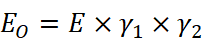 E_O = E × γ_1 × γ_2